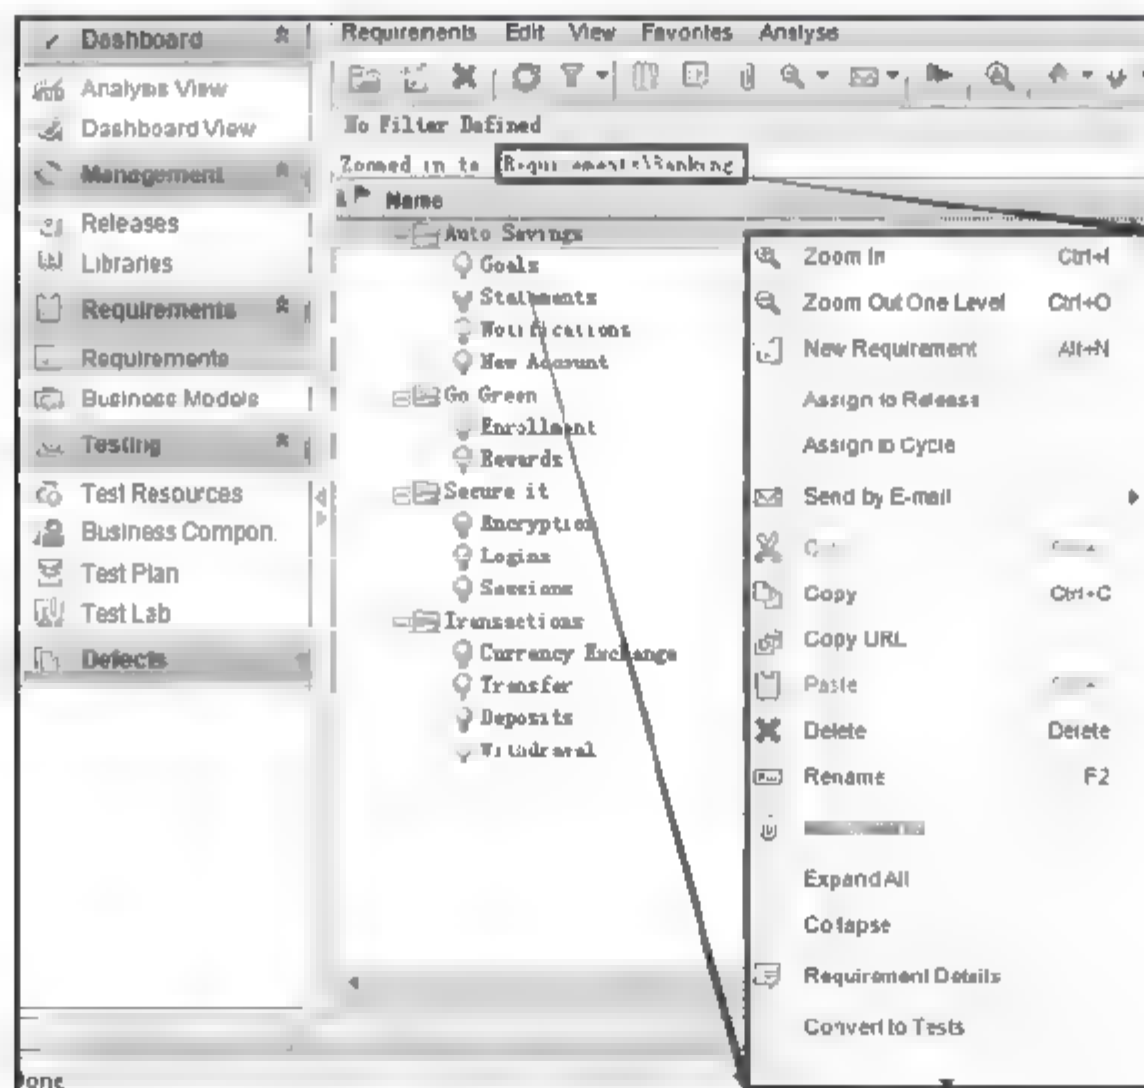 Dashboard
Analysis View
Dashboard View
Management
Releases
Libraries
Requirements
Requirements
Business Models
Testing
Test Resources
Business Compon.
Test Plan
Test Lab
Defects
Requirements Edit View Favorites Analyse
No Filter Defined
Zoomed in to Requirements\Banking
Name
Auto Savings
Goals
Statments
Notifications
New Account
Go Green
Enrollment
Rewards
Secure it
Encryption
Logins
Sessions
Transactions
Currency Exchange
Transfer
Deposits
Withdrawal
Zoom In Ctrl+I
Zoom Out One Level Ctrl+O
New Requirement Alt+N
Assign to Release
Assign to Cycle
Send by E-mail
Copy Ctrl+C
Copy URL
Paste
Delete Delete
Rename F2
Expand All
Collapse
Requirement Details
Convert to Tests